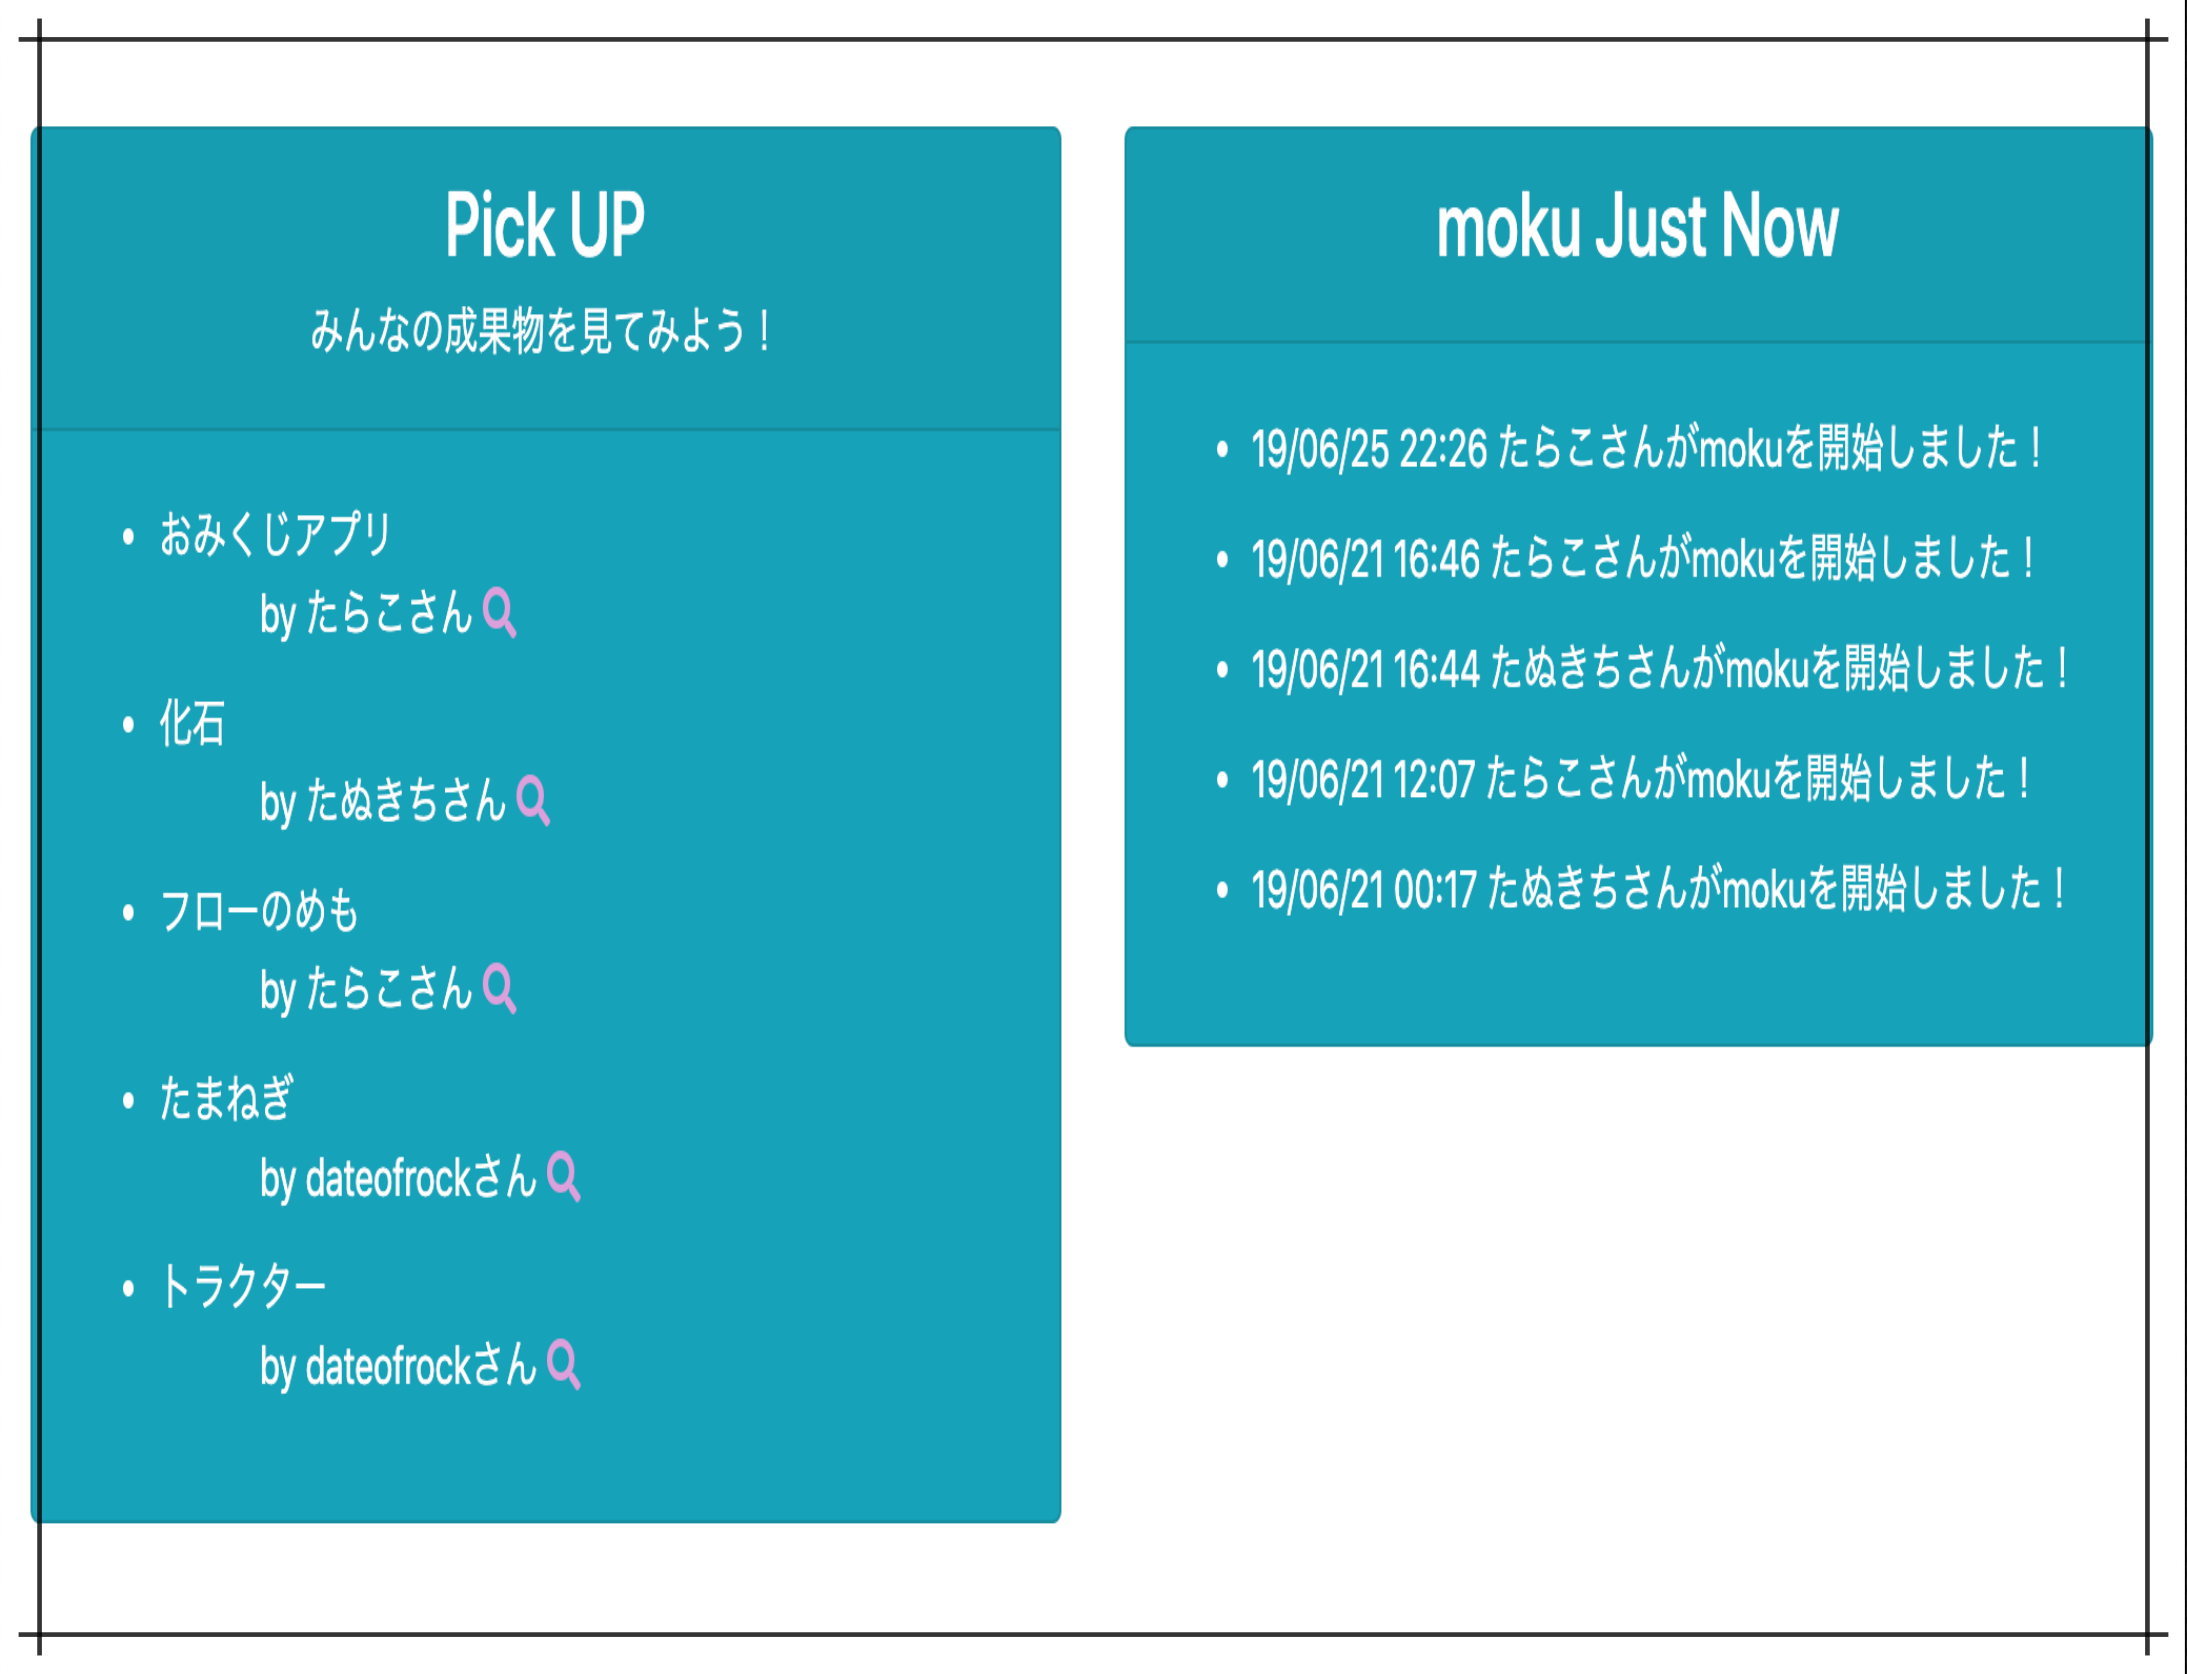 Pick UP
みんなの成果物を見てみよう！
おみくじアプリ
by たらこさん
化石
by たぬきちさん
フローのめも
by たらこさん
たまねぎ
by dateofrockさん
トラクター
by dateofrockさん
moku Just Now
19/06/25 22:26 たらこさんがmokuを開始しました！
19/06/21 16:46 たらこさんがmokuを開始しました！
19/06/21 16:44 たぬきちさんがmokuを開始しました！
19/06/21 12:07 たらこさんがmokuを開始しました！
19/06/21 00:17 たぬきちさんがmokuを開始しました！